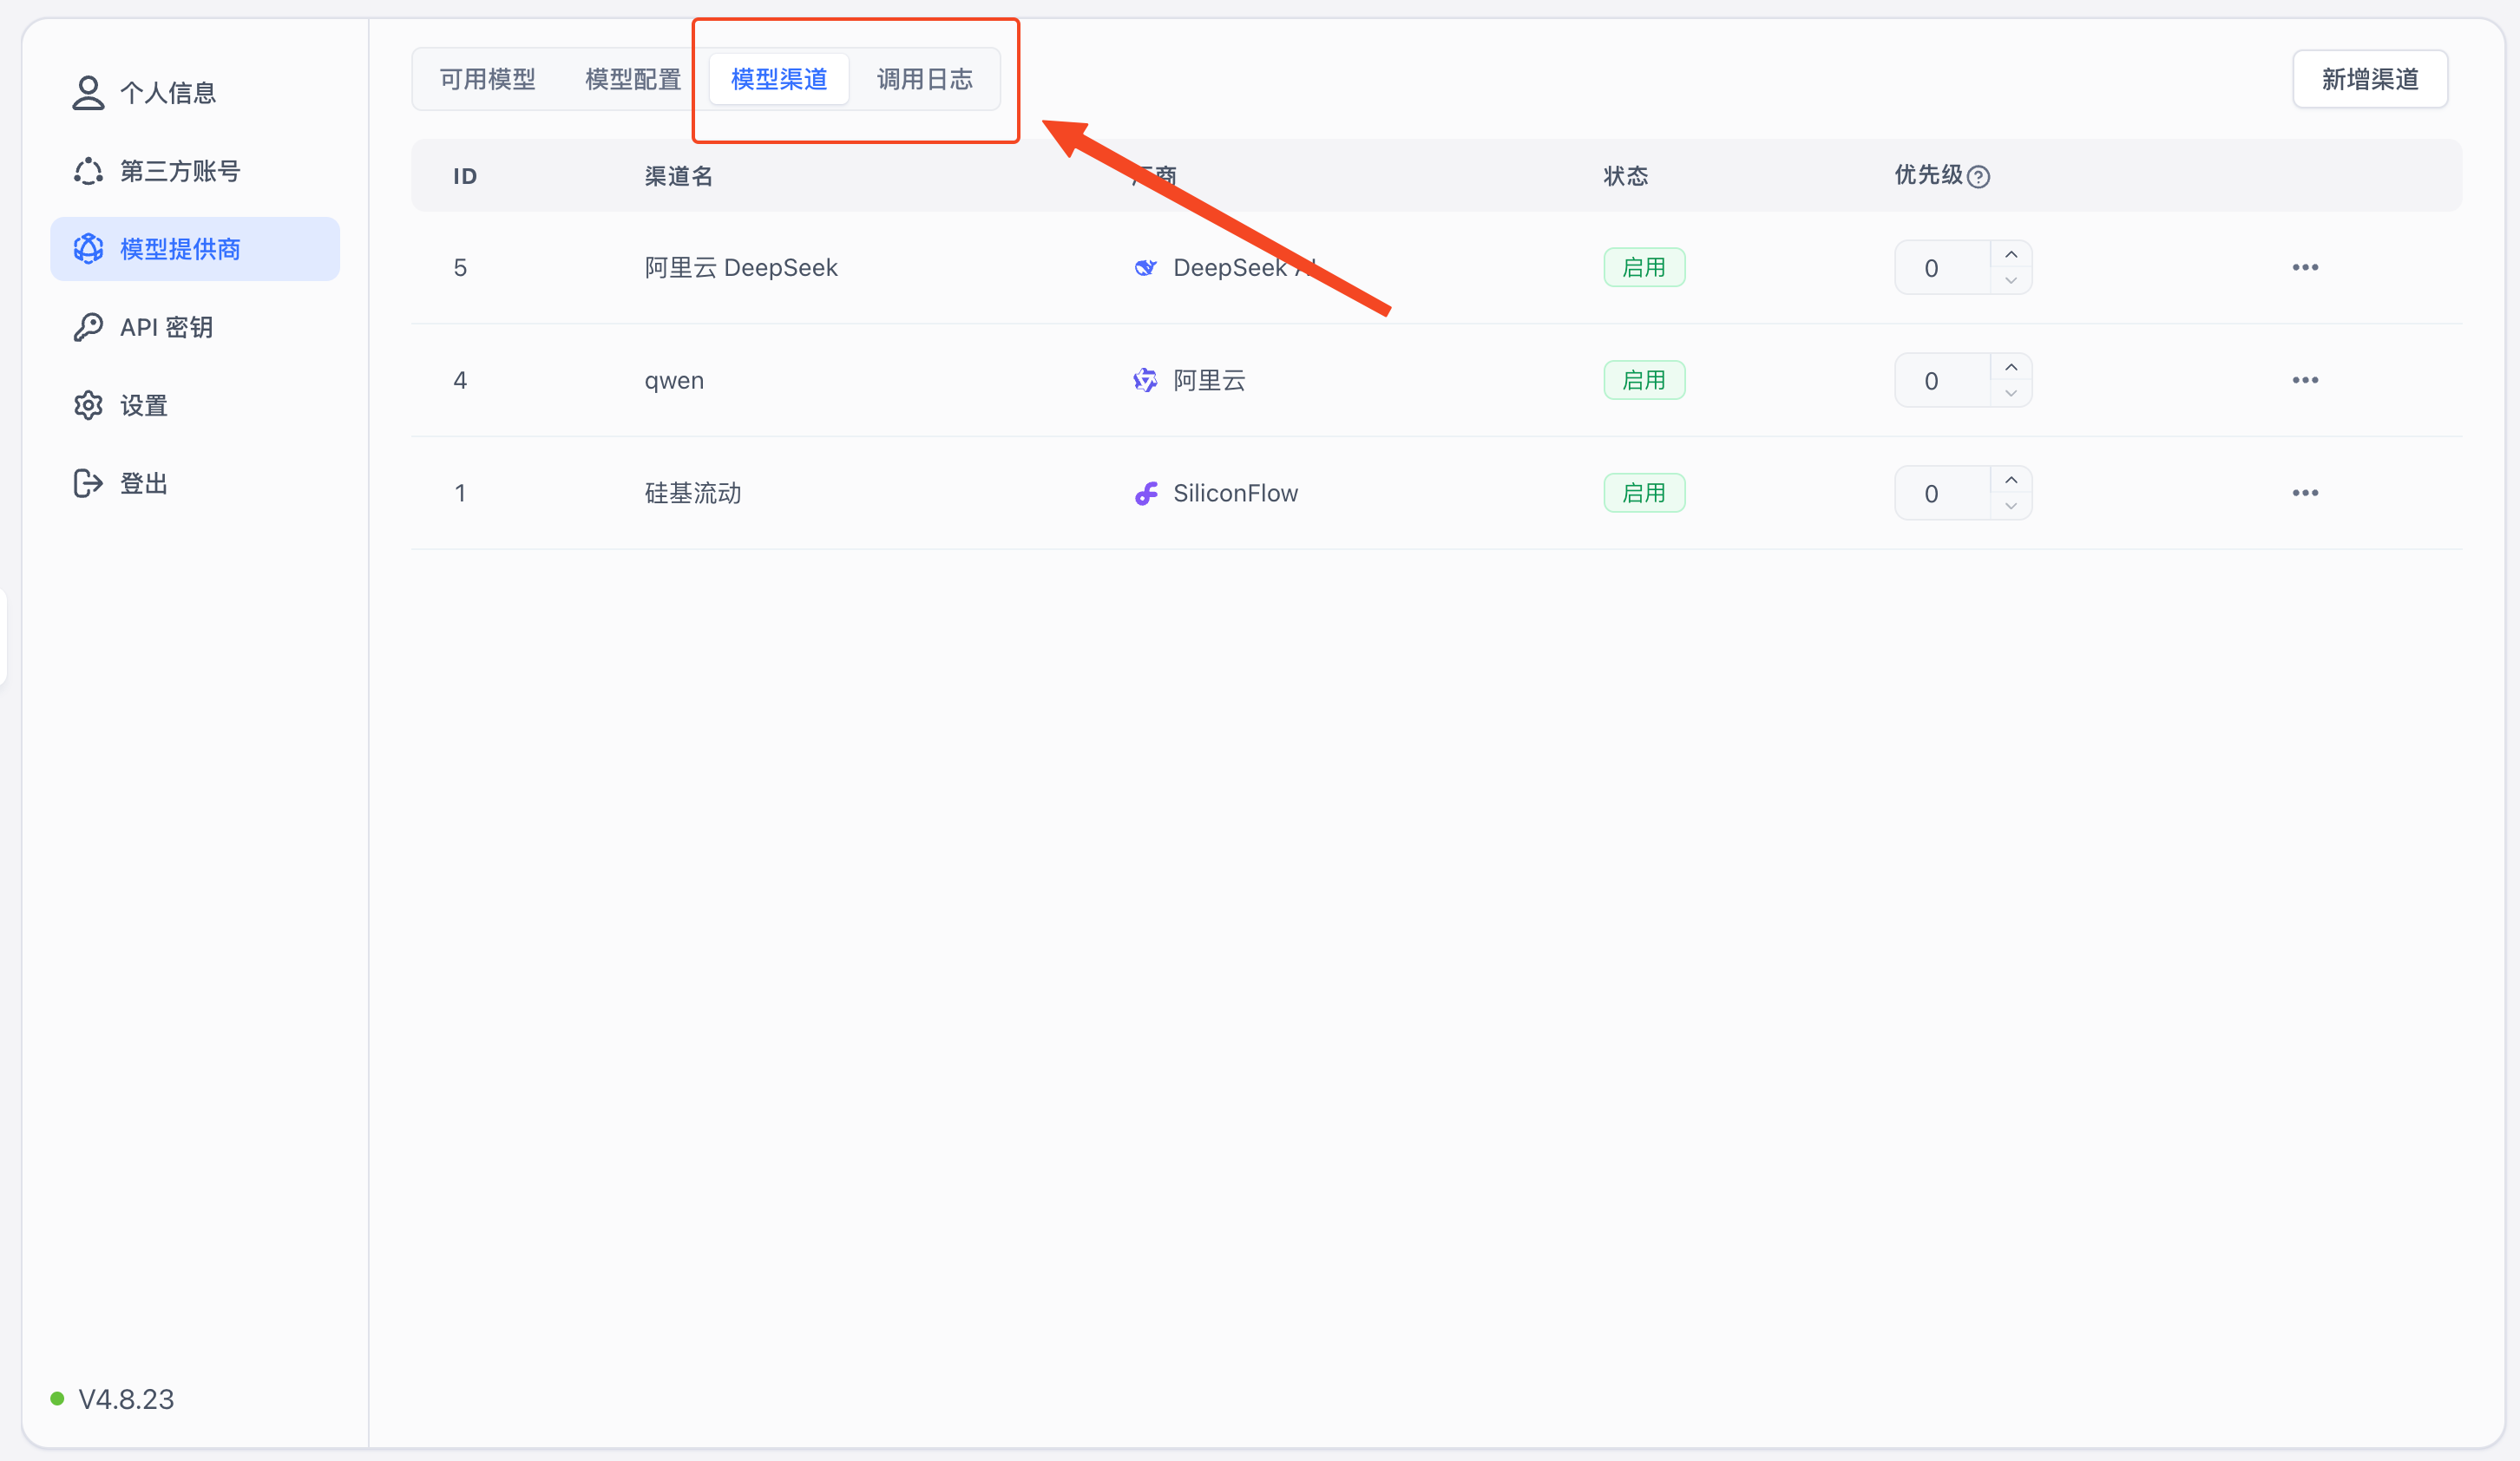 个人信息
第三方账号
模型提供商
API 密钥
设置
登出
V4.8.23
可用模型 模型配置 模型渠道 调用日志
新增渠道
ID 渠道名 商 状态 优先级
5 阿里云 DeepSeek DeepSeek AI 启用 0
4 qwen 阿里云 启用 0
1 硅基流动 SiliconFlow 启用 0